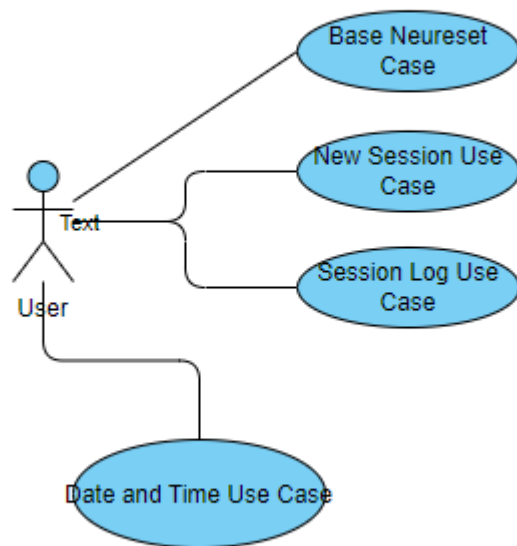 Base Neureset
Case
New Session Use
Case
Text
Session Log Use
Case
User
Date and Time Use Case